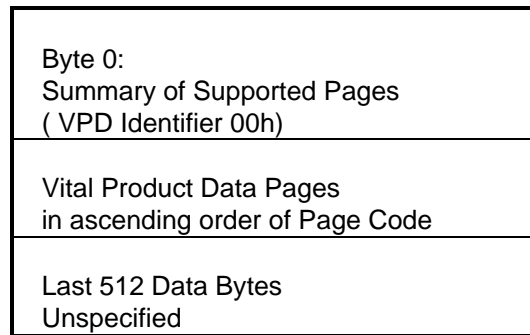 Byte 0:
Summary of Supported Pages
( VPD Identifier 00h)
Vital Product Data Pages
in ascending order of Page Code
Last 512 Data Bytes
Unspecified